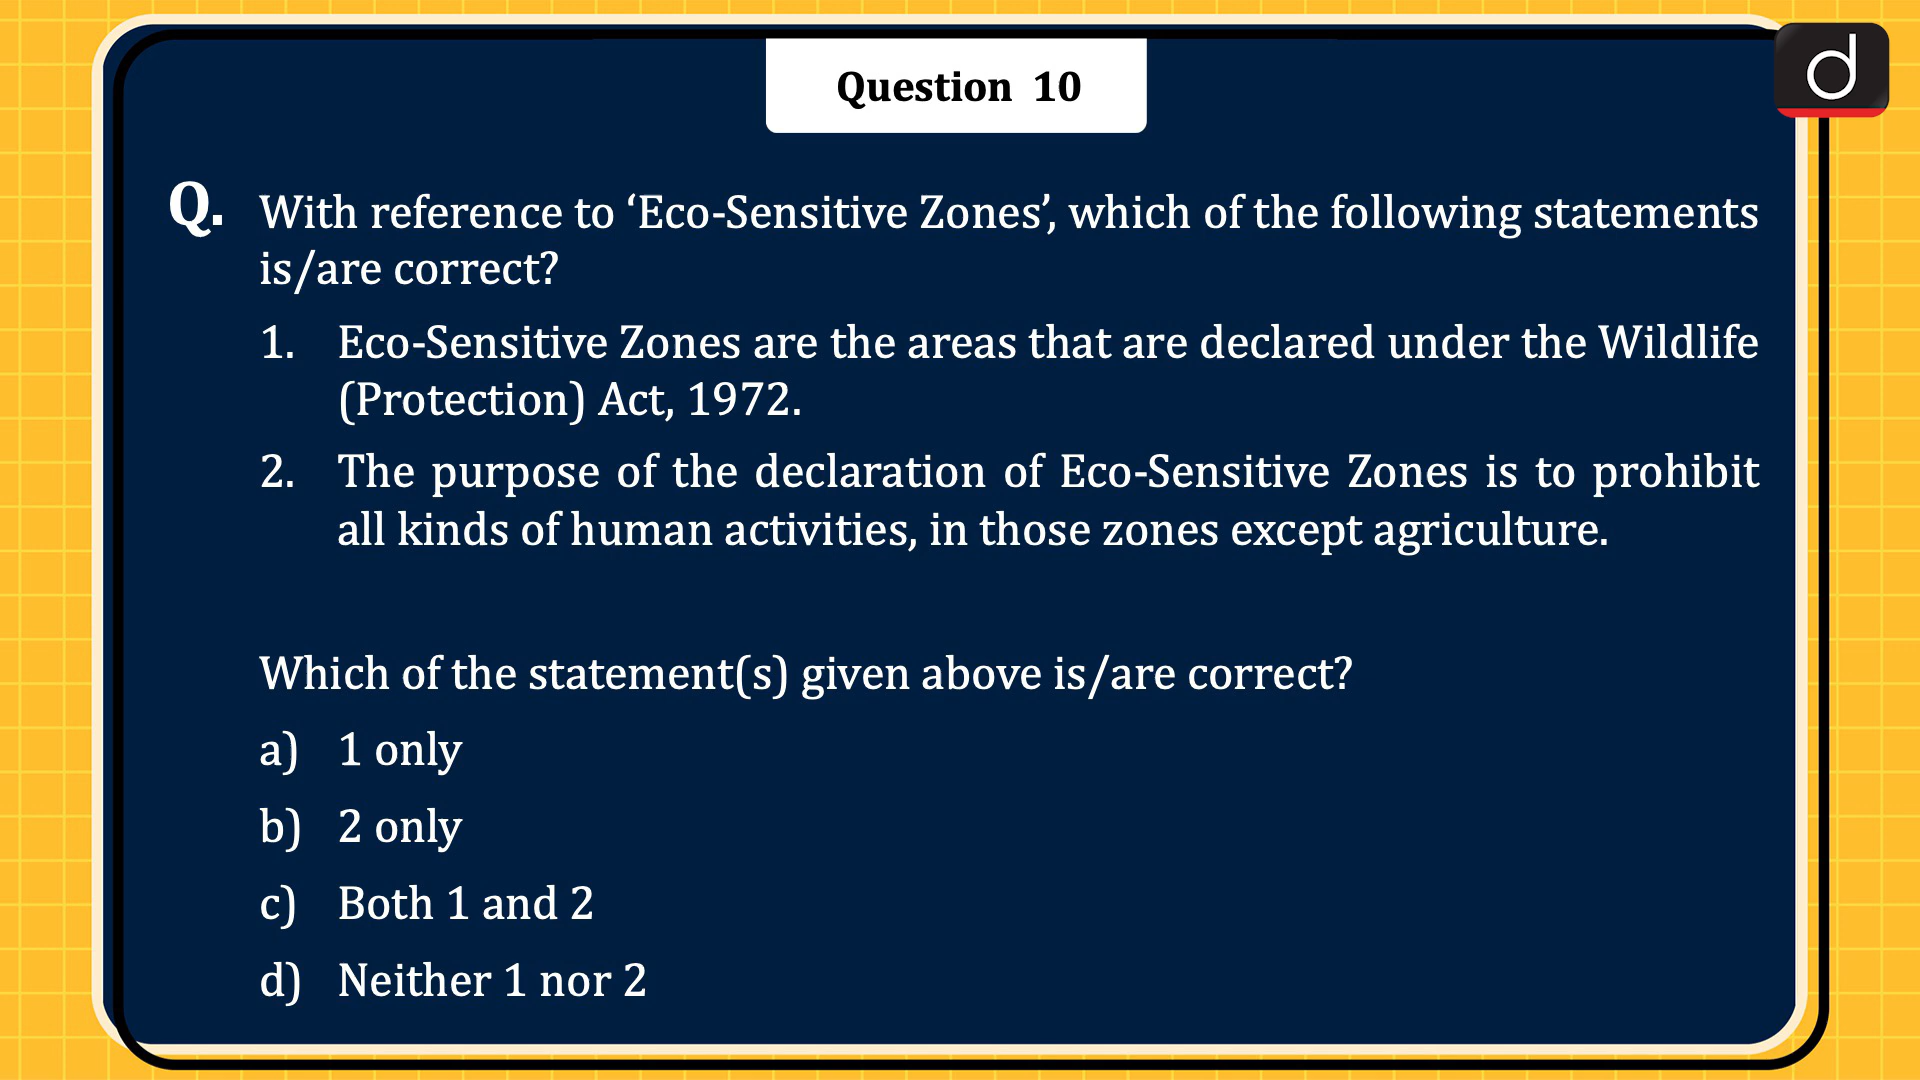 Question 10
d
Q. With reference to ‘Eco-Sensitive Zones’, which of the following statements
is/are correct?
1. Eco-Sensitive Zones are the areas that are declared under the Wildlife
(Protection) Act, 1972.
2. The purpose of the declaration of Eco-Sensitive Zones is to prohibit
all kinds of human activities, in those zones except agriculture.
Which of the statement(s) given above is/are correct?
a) 1 only
b) 2 only
c) Both 1 and 2
d) Neither 1 nor 2